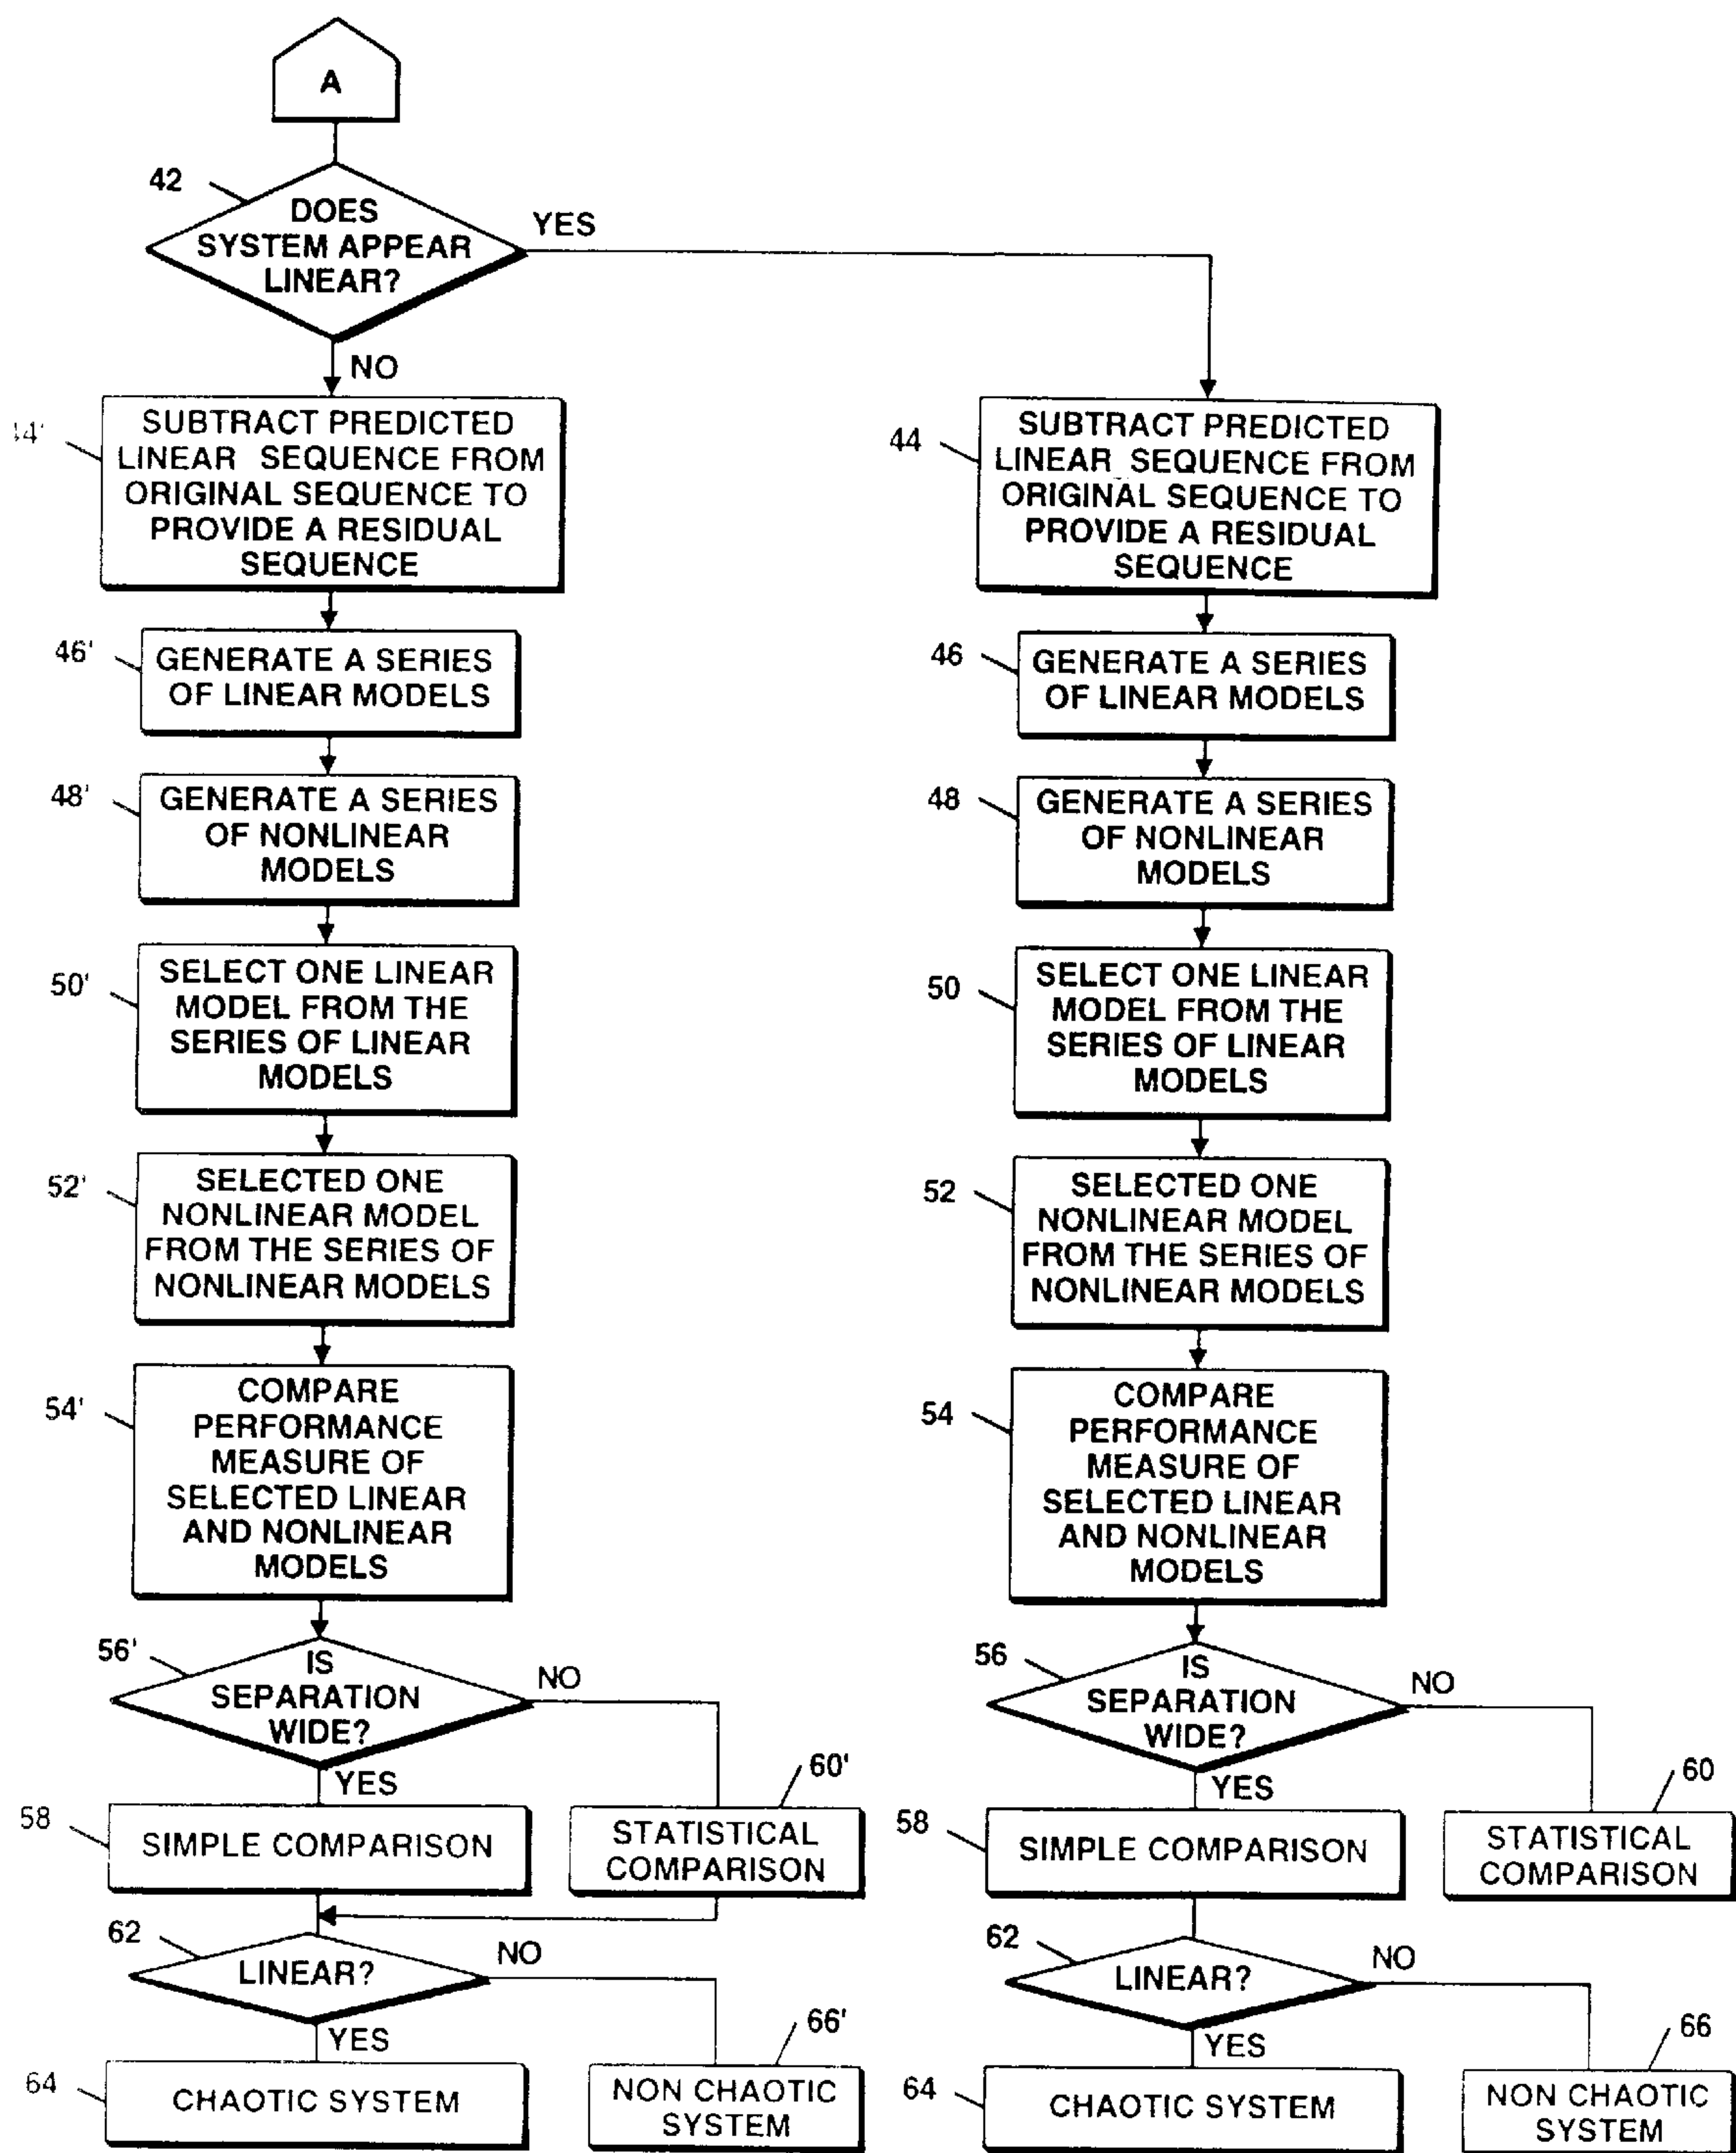 A
42
DOES
SYSTEM APPEAR
LINEAR?
YES
NO
SUBTRACT PREDICTED
LINEAR SEQUENCE FROM
ORIGINAL SEQUENCE TO
PROVIDE A RESIDUAL
SEQUENCE
46'
GENERATE A SERIES
OF LINEAR MODELS
48'
GENERATE A SERIES
OF NONLINEAR
MODELS
50'
SELECT ONE LINEAR
MODEL FROM THE
SERIES OF LINEAR
MODELS
52'
SELECTED ONE
NONLINEAR MODEL
FROM THE SERIES OF
NONLINEAR MODELS
54'
COMPARE
PERFORMANCE
MEASURE OF
SELECTED LINEAR
AND NONLINEAR
MODELS
56'
IS
SEPARATION
WIDE?
NO
YES
58
SIMPLE COMPARISON
60'
STATISTICAL
COMPARISON
62
LINEAR?
NO
YES
64
CHAOTIC SYSTEM
66'
NON CHAOTIC
SYSTEM
44
SUBTRACT PREDICTED
LINEAR SEQUENCE FROM
ORIGINAL SEQUENCE TO
PROVIDE A RESIDUAL
SEQUENCE
46
GENERATE A SERIES
OF LINEAR MODELS
48
GENERATE A SERIES
OF NONLINEAR
MODELS
50
SELECT ONE LINEAR
MODEL FROM THE
SERIES OF LINEAR
MODELS
52
SELECTED ONE
NONLINEAR MODEL
FROM THE SERIES OF
NONLINEAR MODELS
54
COMPARE
PERFORMANCE
MEASURE OF
SELECTED LINEAR
AND NONLINEAR
MODELS
56
IS
SEPARATION
WIDE?
NO
YES
58
SIMPLE COMPARISON
60
STATISTICAL
COMPARISON
62
LINEAR?
NO
YES
64
CHAOTIC SYSTEM
66
NON CHAOTIC
SYSTEM